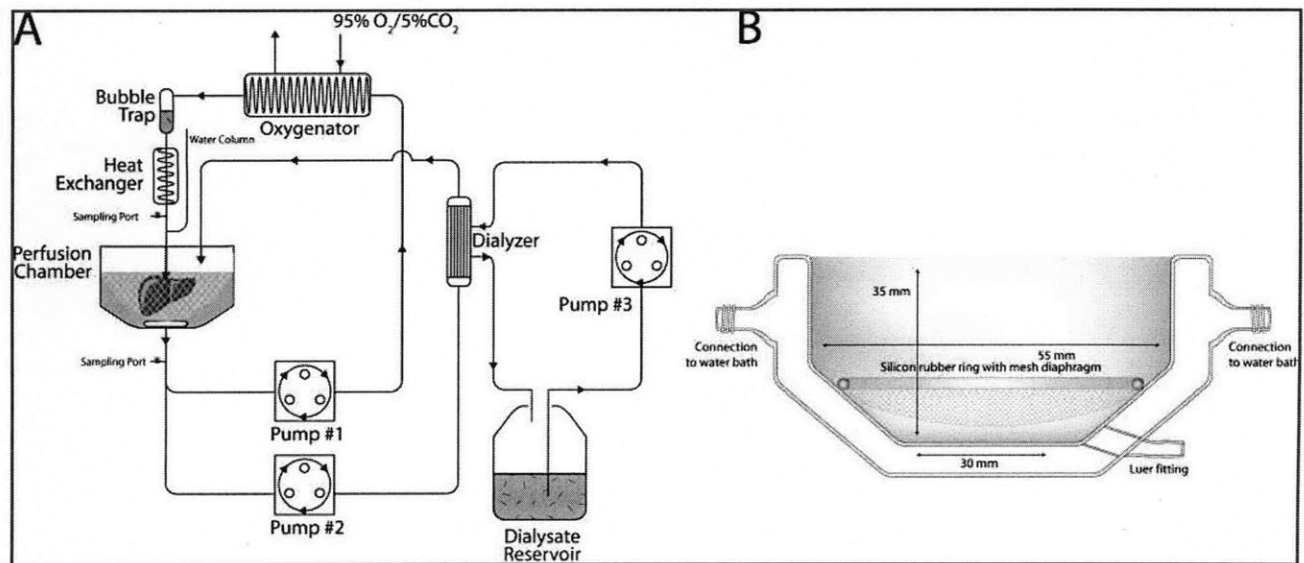 A
95% O₂/5%CO₂
Bubble
Trap
Oxygenator
Water Column
Heat
Exchanger
Sampling Port
Perfusion
Chamber
Dialyzer
Pump #3
Sampling Port
Pump #1
Pump #2
Dialysate
Reservoir
B
35 mm
Connection
to water bath
55 mm
Silicon rubber ring with mesh diaphragm
Connection
to water bath
30 mm
Luer fitting